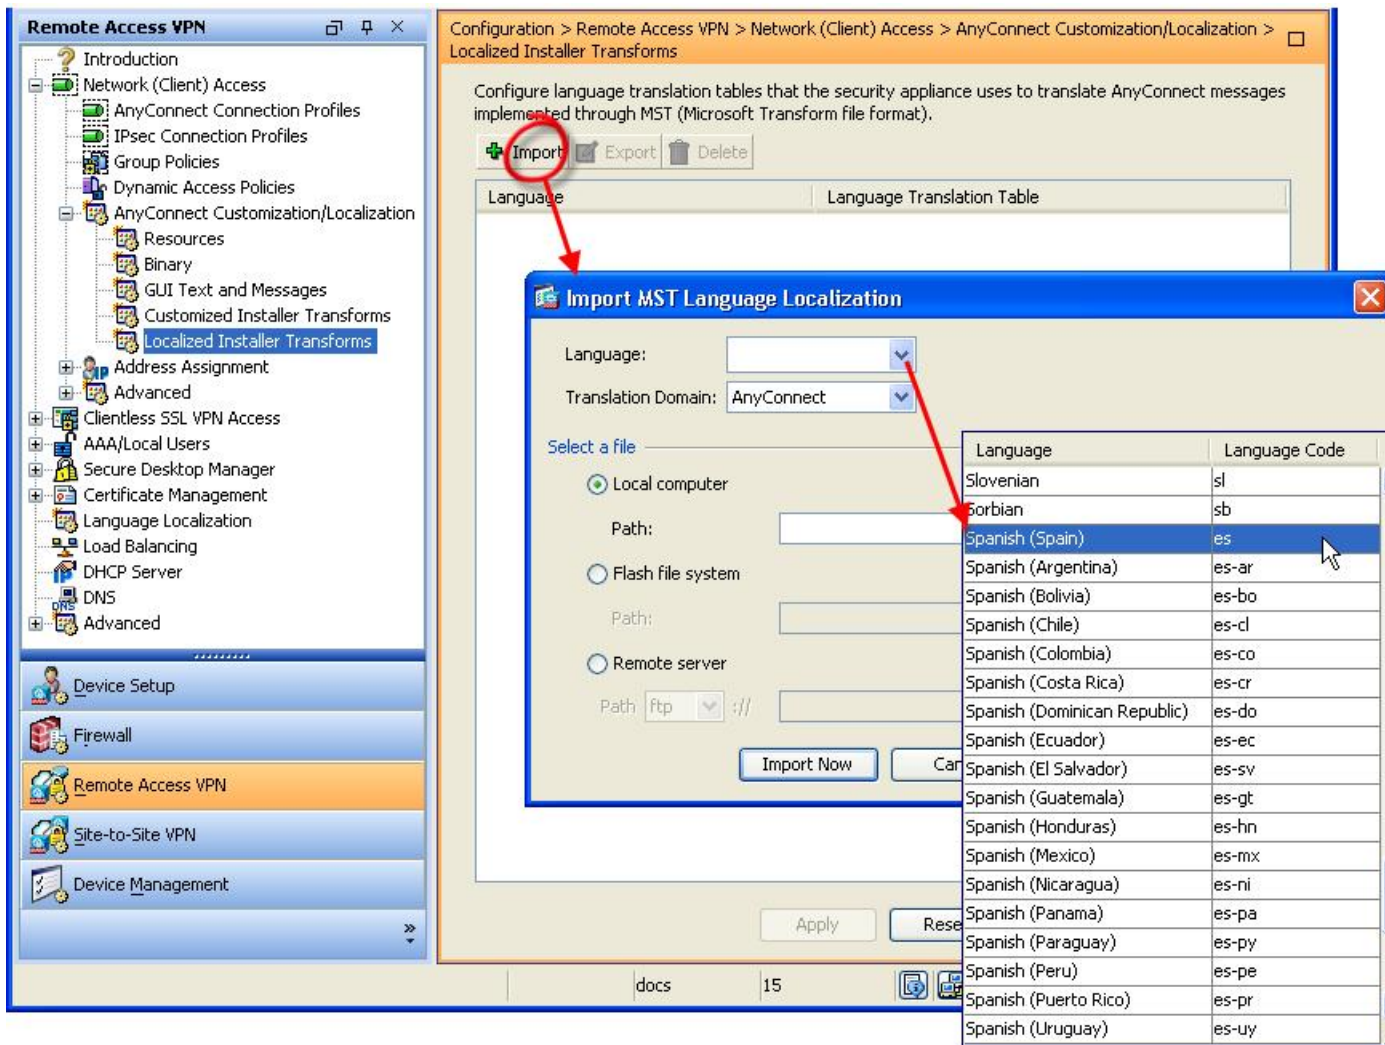 Remote Access VPN
Introduction
Network (Client) Access
AnyConnect Connection Profiles
IPsec Connection Profiles
Group Policies
Dynamic Access Policies
AnyConnect Customization/Localization
Resources
Binary
GUI Text and Messages
Customized Installer Transforms
Localized Installer Transforms
Address Assignment
Advanced
Clientless SSL VPN Access
AAA/Local Users
Secure Desktop Manager
Certificate Management
Language Localization
Load Balancing
DHCP Server
DNS
Advanced
Device Setup
Firewall
Remote Access VPN
Site-to-Site VPN
Device Management
Configuration > Remote Access VPN > Network (Client) Access > AnyConnect Customization/Localization >
Localized Installer Transforms
Configure language translation tables that the security appliance uses to translate AnyConnect messages
implemented through MST (Microsoft Transform file format).
Import Export Delete
Language Language Translation Table
Import MST Language Localization
Language:
Translation Domain: AnyConnect
Select a file
Local computer
Path:
Flash file system
Path:
Remote server
Path ftp ://
Import Now Can
Language Language Code
Slovenian sl
Sorbian sb
Spanish (Spain) es
Spanish (Argentina) es-ar
Spanish (Bolivia) es-bo
Spanish (Chile) es-cl
Spanish (Colombia) es-co
Spanish (Costa Rica) es-cr
Spanish (Dominican Republic) es-do
Spanish (Ecuador) es-ec
Spanish (El Salvador) es-sv
Spanish (Guatemala) es-gt
Spanish (Honduras) es-hn
Spanish (Mexico) es-mx
Spanish (Nicaragua) es-ni
Spanish (Panama) es-pa
Spanish (Paraguay) es-py
Spanish (Peru) es-pe
Spanish (Puerto Rico) es-pr
Spanish (Uruguay) es-uy
Apply Rese
docs 15